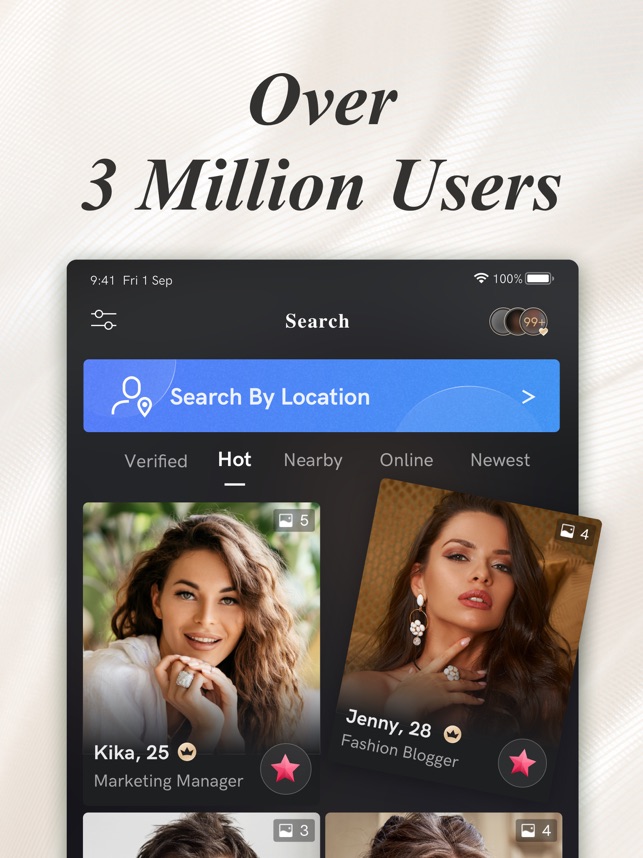 Over
3 Million Users
9:41 Fri 1 Sep
100%
Search
99+
Search By Location
>
Verified Hot Nearby Online Newest
5
4
Kika, 25
Marketing Manager
Jenny, 28
Fashion Blogger
3
4